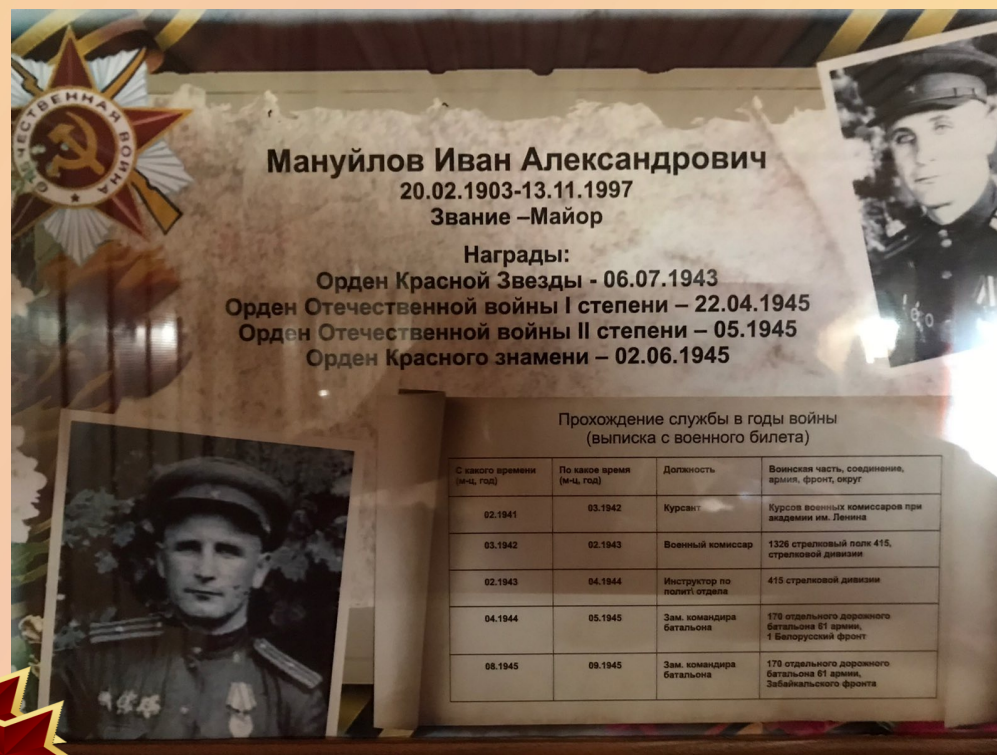 ОТЕЧЕСТВЕННАЯ ВОЙНА
Мануйлов Иван Александрович
20.02.1903-13.11.1997
Звание –Майор
Награды:
Орден Красной Звезды - 06.07.1943
Орден Отечественной войны I степени – 22.04.1945
Орден Отечественной войны II степени – 05.1945
Орден Красного знамени – 02.06.1945
Прохождение службы в годы войны
(выписка с военного билета)
С какого времени
(м-ц, год)
По какое время
(м-ц, год)
Должность
Воинская часть, соединение,
армия, фронт, округ
02.1941
03.1942
Курсант
Курсов военных комиссаров при
академии им. Ленина
03.1942
02.1943
Военный комиссар
1326 стрелковый полк 415,
стрелковой дивизии
02.1943
04.1944
Инструктор по
полит\ отдела
415 стрелковой дивизии
04.1944
05.1945
Зам. командира
батальона
170 отдельного дорожного
батальона 61 армии,
1 Белорусский фронт
08.1945
09.1945
Зам. командира
батальона
170 отдельного дорожного
батальона 61 армии,
Забайкальского фронта